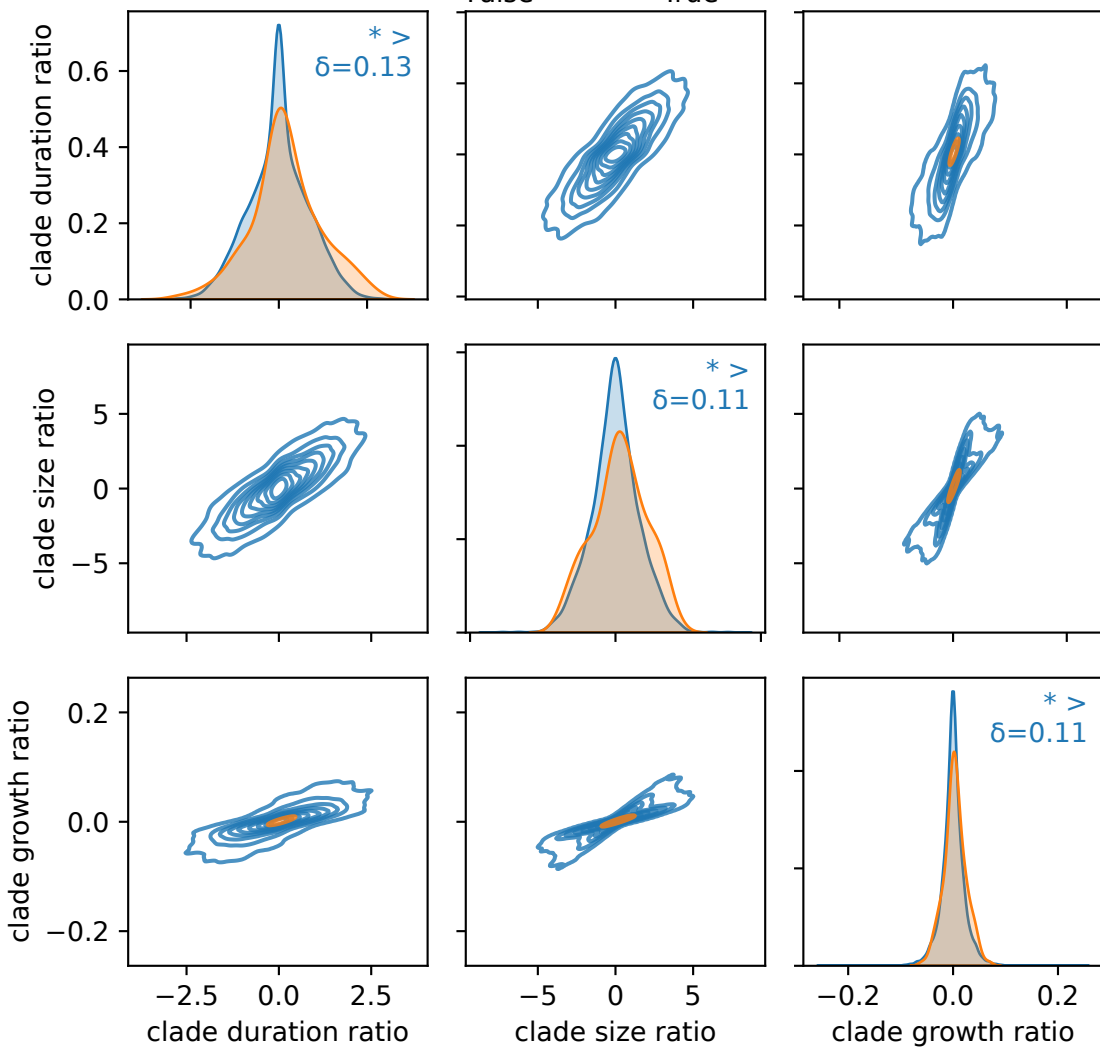 False True
clade duration ratio
0.6
0.4
0.2
0.0
* >
δ=0.13
clade size ratio
5
0
−5
* >
δ=0.11
clade growth ratio
0.2
0.0
−0.2
* >
δ=0.11
−2.5 0.0 2.5
−5 0 5
−0.2 0.0 0.2
clade duration ratio
clade size ratio
clade growth ratio